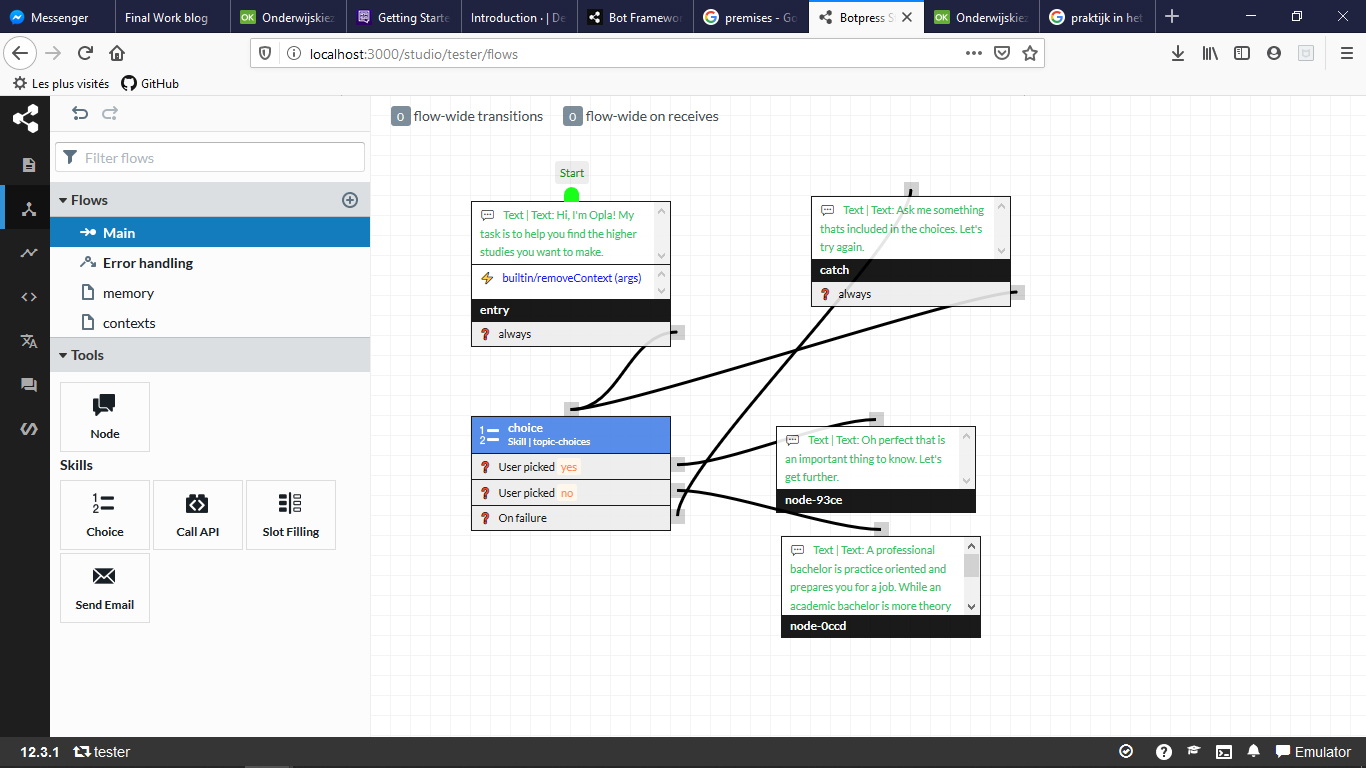 Messenger
Final Work blog
OK Onderwijskiez
Getting Starte
Introduction · | De
Bot Framewo
premises - Go
Botpress S
OK Onderwijskiez
praktijk in het
localhost:3000/studio/tester/flows
Les plus visités
GitHub
0 flow-wide transitions
0 flow-wide on receives
Filter flows
Flows
Main
Error handling
memory
contexts
Tools
Node
Skills
Choice
Call API
Slot Filling
Send Email
Start
Text | Text: Hi, I'm Opla! My
task is to help you find the higher
studies you want to make.
builtin/removeContext (args)
entry
always
Text | Text: Ask me something
thats included in the choices. Let's
try again.
catch
always
choice
Skill | topic-choices
User picked yes
User picked no
On failure
Text | Text: Oh perfect that is
an important thing to know. Let's
get further.
node-93ce
Text | Text: A professional
bachelor is practice oriented and
prepares you for a job. While an
academic bachelor is more theory
node-0ccd
12.3.1
tester
Emulator